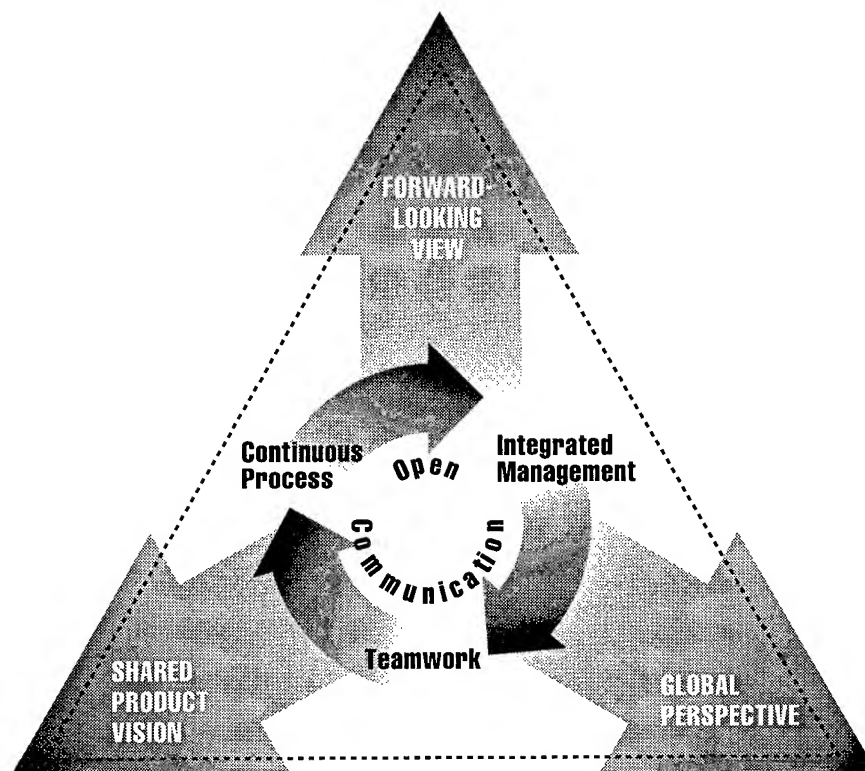 FORWARD-
LOOKING
VIEW
Continuous
Process
Open
Integrated
Management
Communication
Teamwork
SHARED
PRODUCT
VISION
GLOBAL
PERSPECTIVE